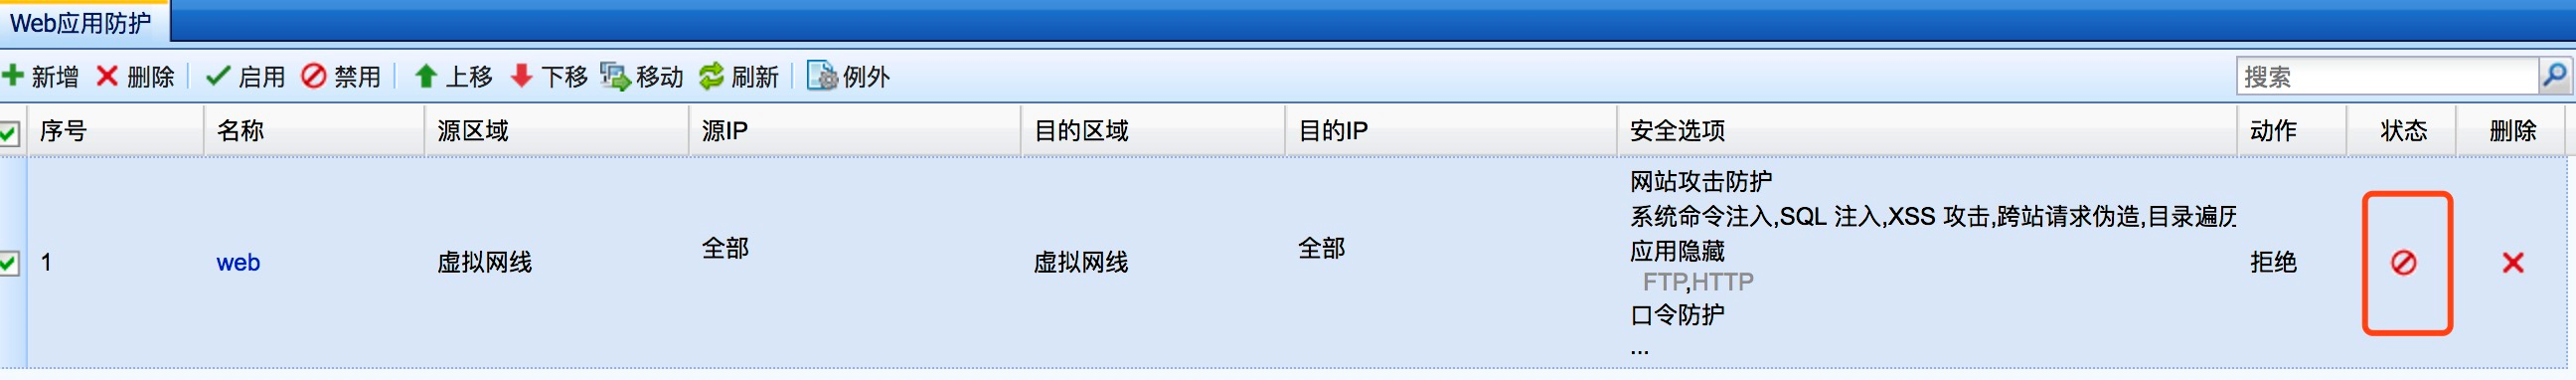 Web应用防护
新增 删除 启用 禁用 上移 下移 移动 刷新 例外 搜索
序号 名称 源区域 源IP 目的区域 目的IP 安全选项 动作 状态 删除
1 web 虚拟网线 全部 虚拟网线 全部 拒绝
网站攻击防护
系统命令注入,SQL 注入,XSS 攻击,跨站请求伪造,目录遍历
应用隐藏
FTP,HTTP
口令防护
...